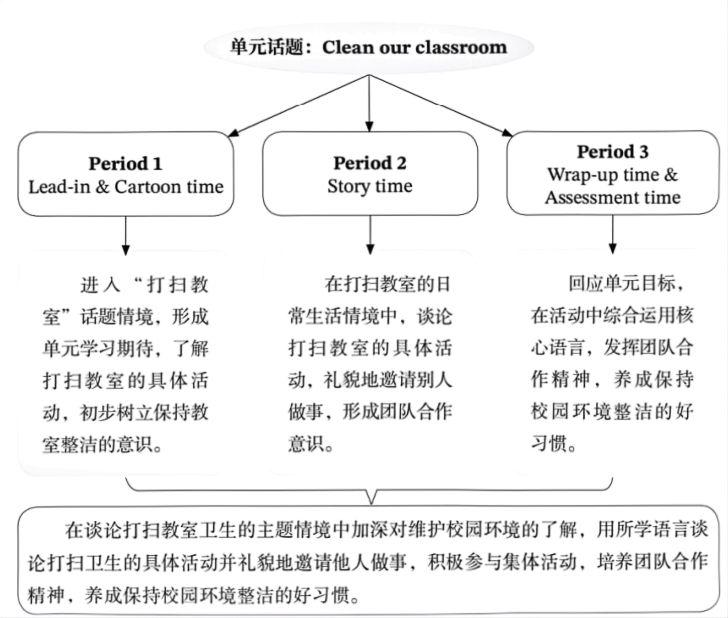 单元话题：Clean our classroom
Period 1
Lead-in & Cartoon time
Period 2
Story time
Period 3
Wrap-up time &
Assessment time
进入“打扫教
室”话题情境，形成
单元学习期待，了解
打扫教室的具体活
动，初步树立保持教
室整洁的意识。
在打扫教室的日
常生活情境中，谈论
打扫教室的具体活
动，礼貌地邀请别人
做事，形成团队合作
意识。
回应单元目标，
在活动中综合运用核
心语言，发挥团队合
作精神，养成保持
校园环境整洁的好
习惯。
在谈论打扫教室卫生的主题情境中加深对维护校园环境的了解，用所学语言谈
论打扫卫生的具体活动并礼貌地邀请他人做事，积极参与集体活动，培养团队合作
精神，养成保持校园环境整洁的好习惯。